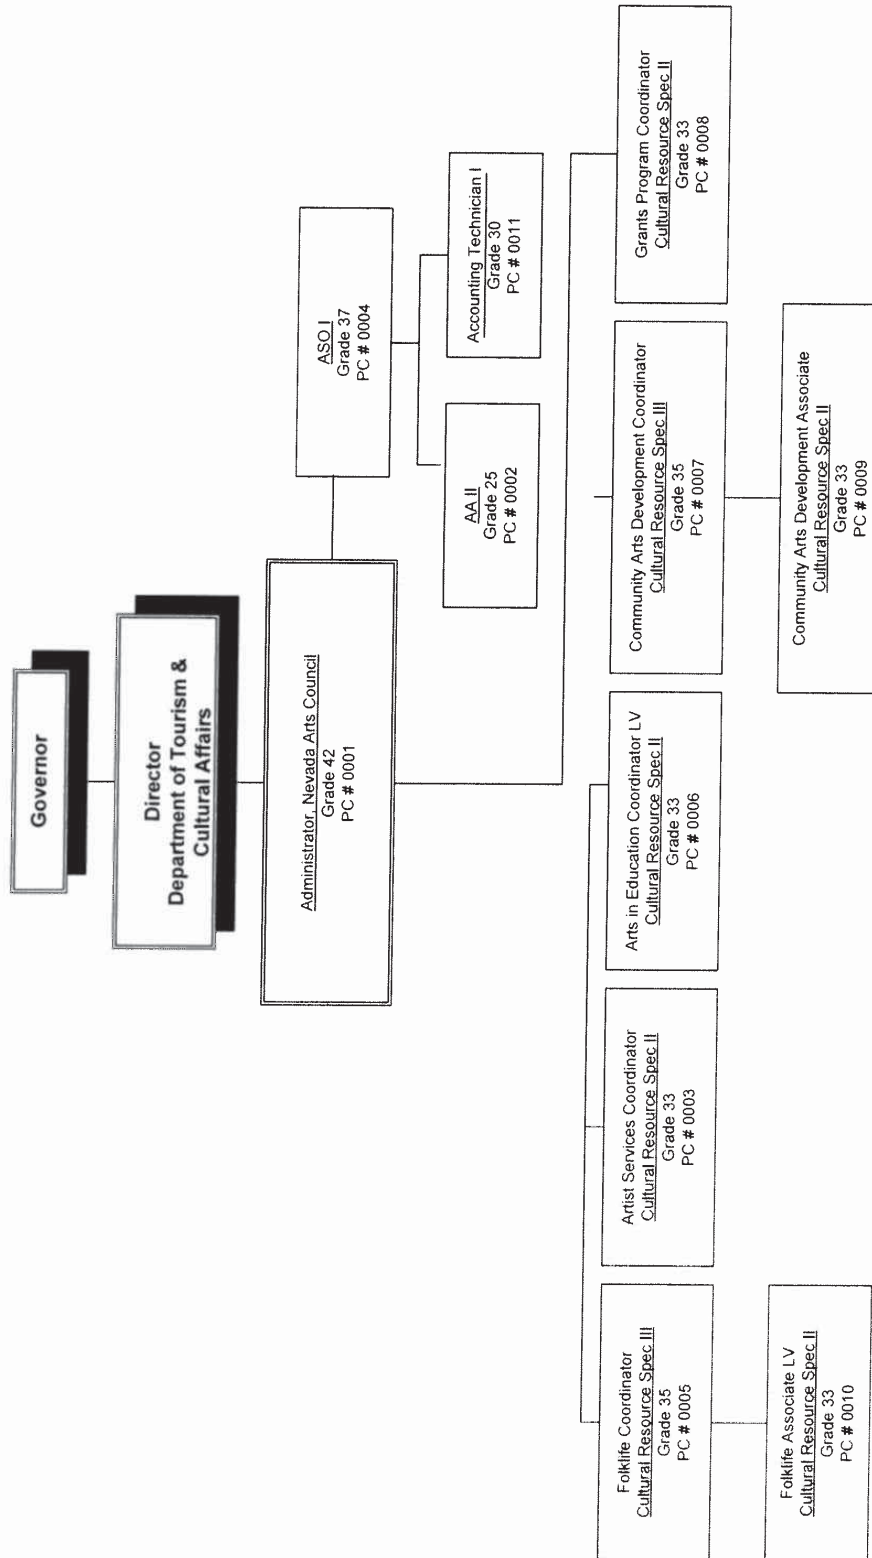 Governor
Director
Department of Tourism &
Cultural Affairs
Administrator, Nevada Arts Council
Grade 42
PC # 0001
ASO I
Grade 37
PC # 0004
AA II
Grade 25
PC # 0002
Accounting Technician I
Grade 30
PC # 0011
Folklife Coordinator
Cultural Resource Spec III
Grade 35
PC # 0005
Artist Services Coordinator
Cultural Resource Spec II
Grade 33
PC # 0003
Arts in Education Coordinator LV
Cultural Resource Spec II
Grade 33
PC # 0006
Community Arts Development Coordinator
Cultural Resource Spec III
Grade 35
PC # 0007
Grants Program Coordinator
Cultural Resource Spec II
Grade 33
PC # 0008
Folklife Associate LV
Cultural Resource Spec II
Grade 33
PC # 0010
Community Arts Development Associate
Cultural Resource Spec II
Grade 33
PC # 0009